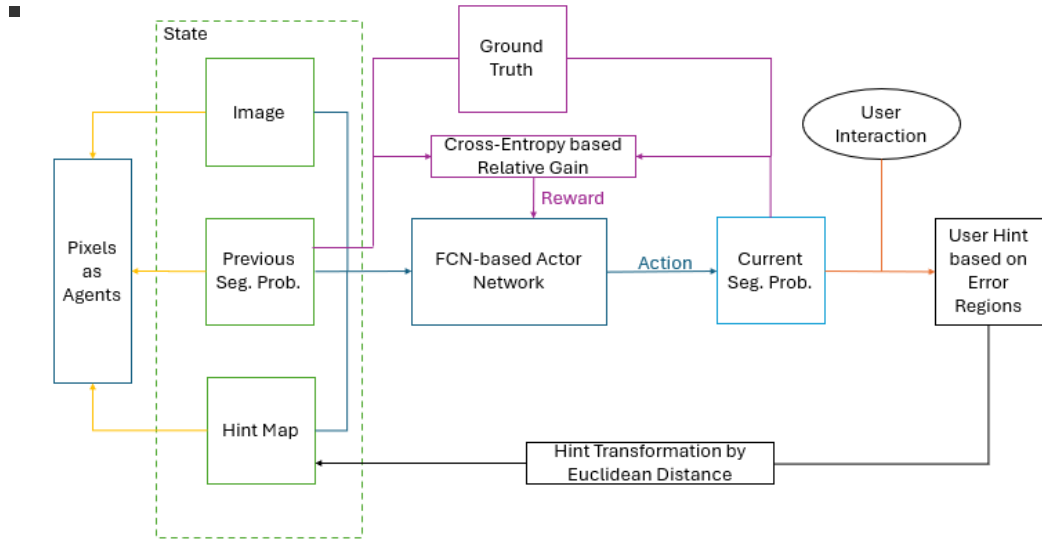 State
Ground
Truth
Image
User
Interaction
Cross-Entropy based
Relative Gain
Reward
Pixels
as
Agents
Previous
Seg. Prob.
FCN-based Actor
Network
Action
Current
Seg. Prob.
User Hint
based on
Error
Regions
Hint Map
Hint Transformation by
Euclidean Distance